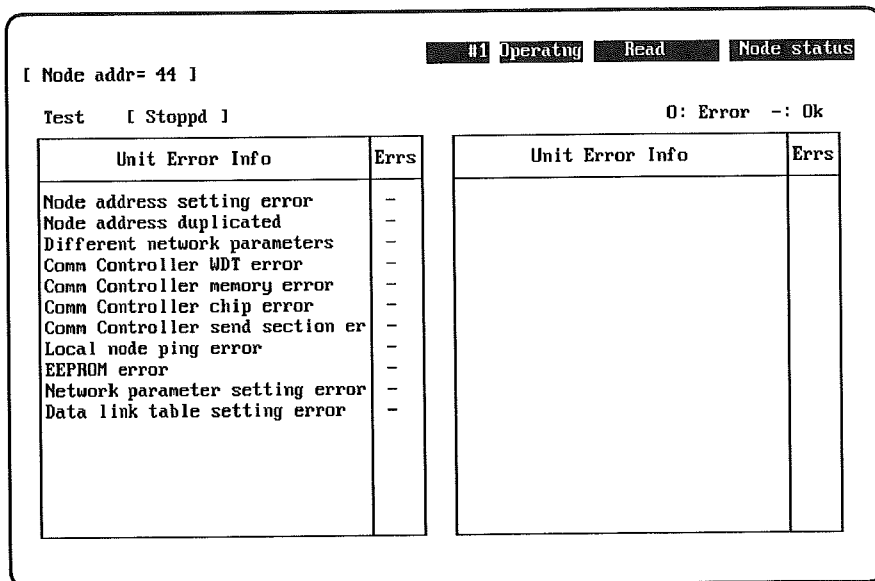 #1 Operatng Read Node status
[ Node addr= 44 ]
Test [ Stoppd ] O: Error -: Ok
Unit Error Info Errs Unit Error Info Errs
Node address setting error -
Node address duplicated -
Different network parameters -
Comm Controller WDT error -
Comm Controller memory error -
Comm Controller chip error -
Comm Controller send section er -
Local node ping error -
EEPROM error -
Network parameter setting error -
Data link table setting error -